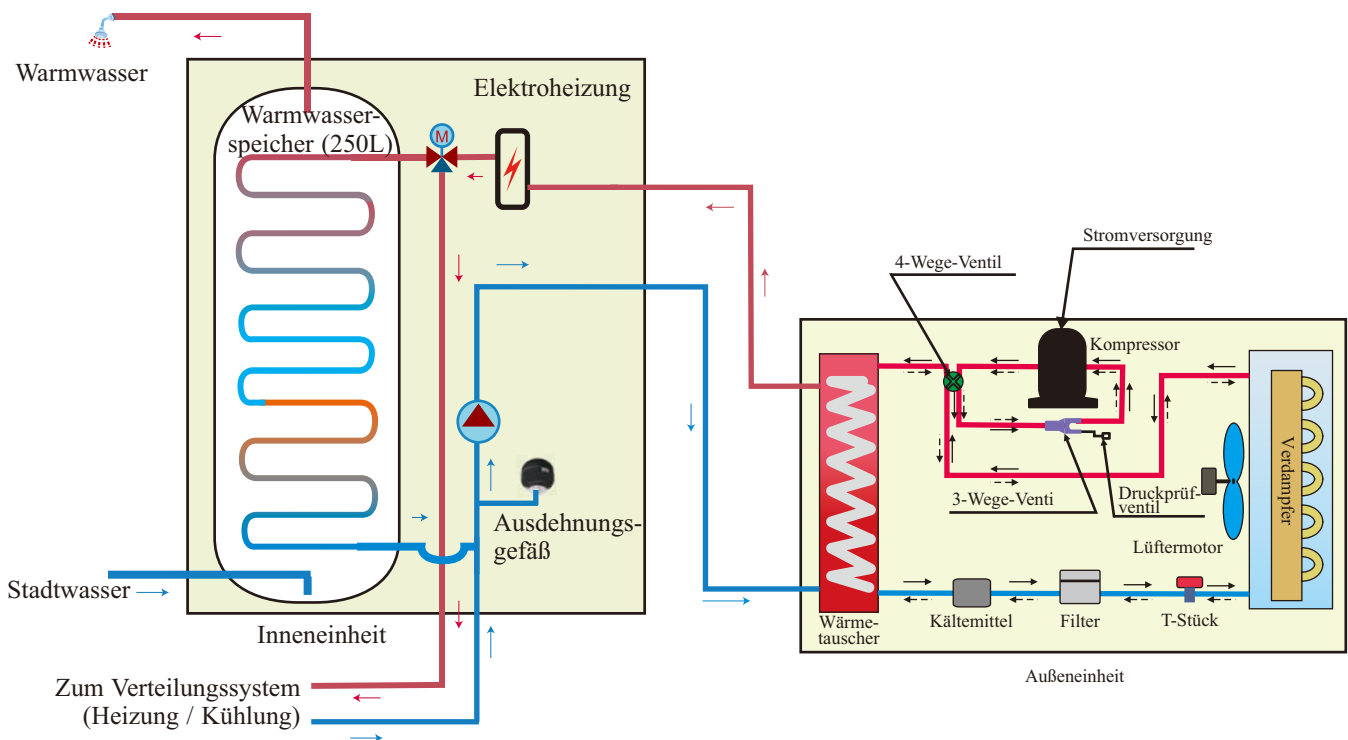 Warmwasser
Elektroheizung
Warmwasser-
speicher (250L)
M
Stadtwasser
Ausdehnungs-
gefäß
Inneneinheit
Zum Verteilungssystem
(Heizung / Kühlung)
Stromversorgung
4-Wege-Ventil
Kompressor
3-Wege-Venti
Druckprüf-
ventil
Lüftermotor
Verdampfer
Wärme-
tauscher
Kältemittel
Filter
T-Stück
Außeneinheit